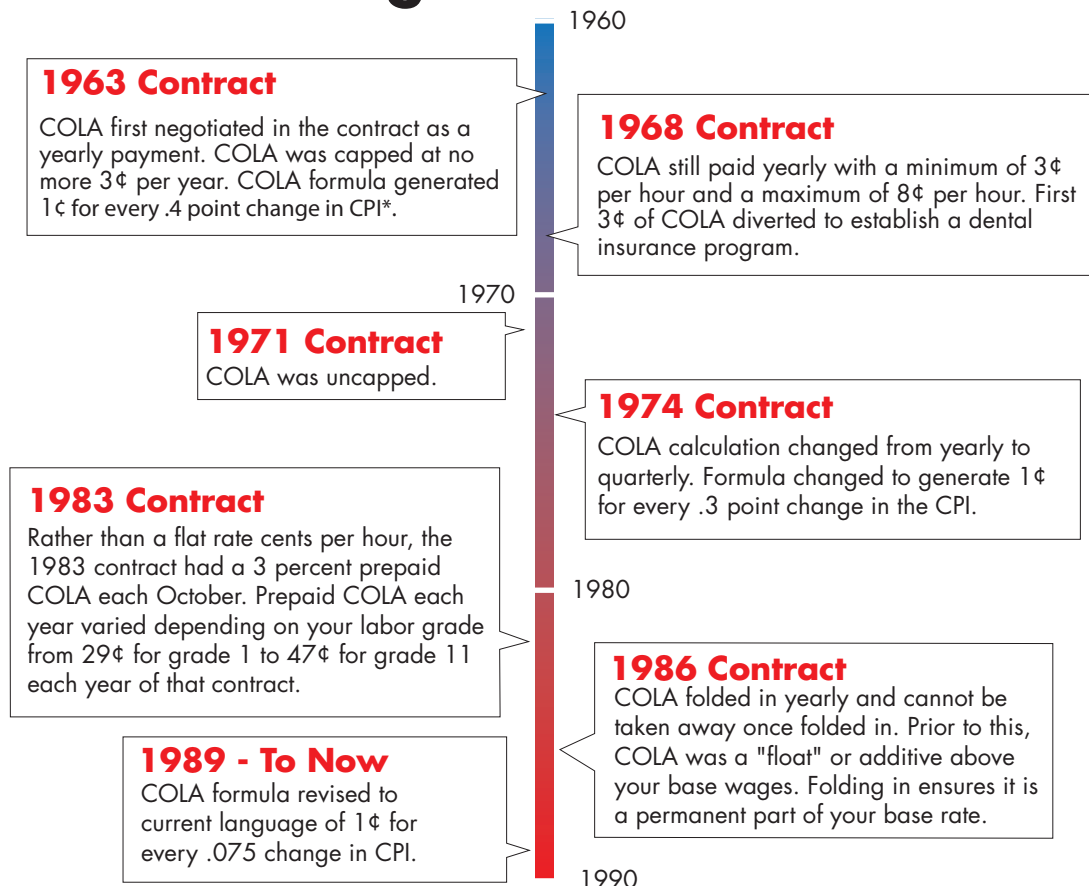 1960
1963 Contract
COLA first negotiated in the contract as a
yearly payment. COLA was capped at no
more 3¢ per year. COLA formula generated
1¢ for every .4 point change in CPI*.
1968 Contract
COLA still paid yearly with a minimum of 3¢
per hour and a maximum of 8¢ per hour. First
3¢ of COLA diverted to establish a dental
insurance program.
1970
1971 Contract
COLA was uncapped.
1974 Contract
COLA calculation changed from yearly to
quarterly. Formula changed to generate 1¢
for every .3 point change in the CPI.
1983 Contract
Rather than a flat rate cents per hour, the
1983 contract had a 3 percent prepaid
COLA each October. Prepaid COLA each
year varied depending on your labor grade
from 29¢ for grade 1 to 47¢ for grade 11
each year of that contract.
1980
1986 Contract
COLA folded in yearly and cannot be
taken away once folded in. Prior to this,
COLA was a "float" or additive above
your base wages. Folding in ensures it is
a permanent part of your base rate.
1989 - To Now
COLA formula revised to
current language of 1¢ for
every .075 change in CPI.
1990